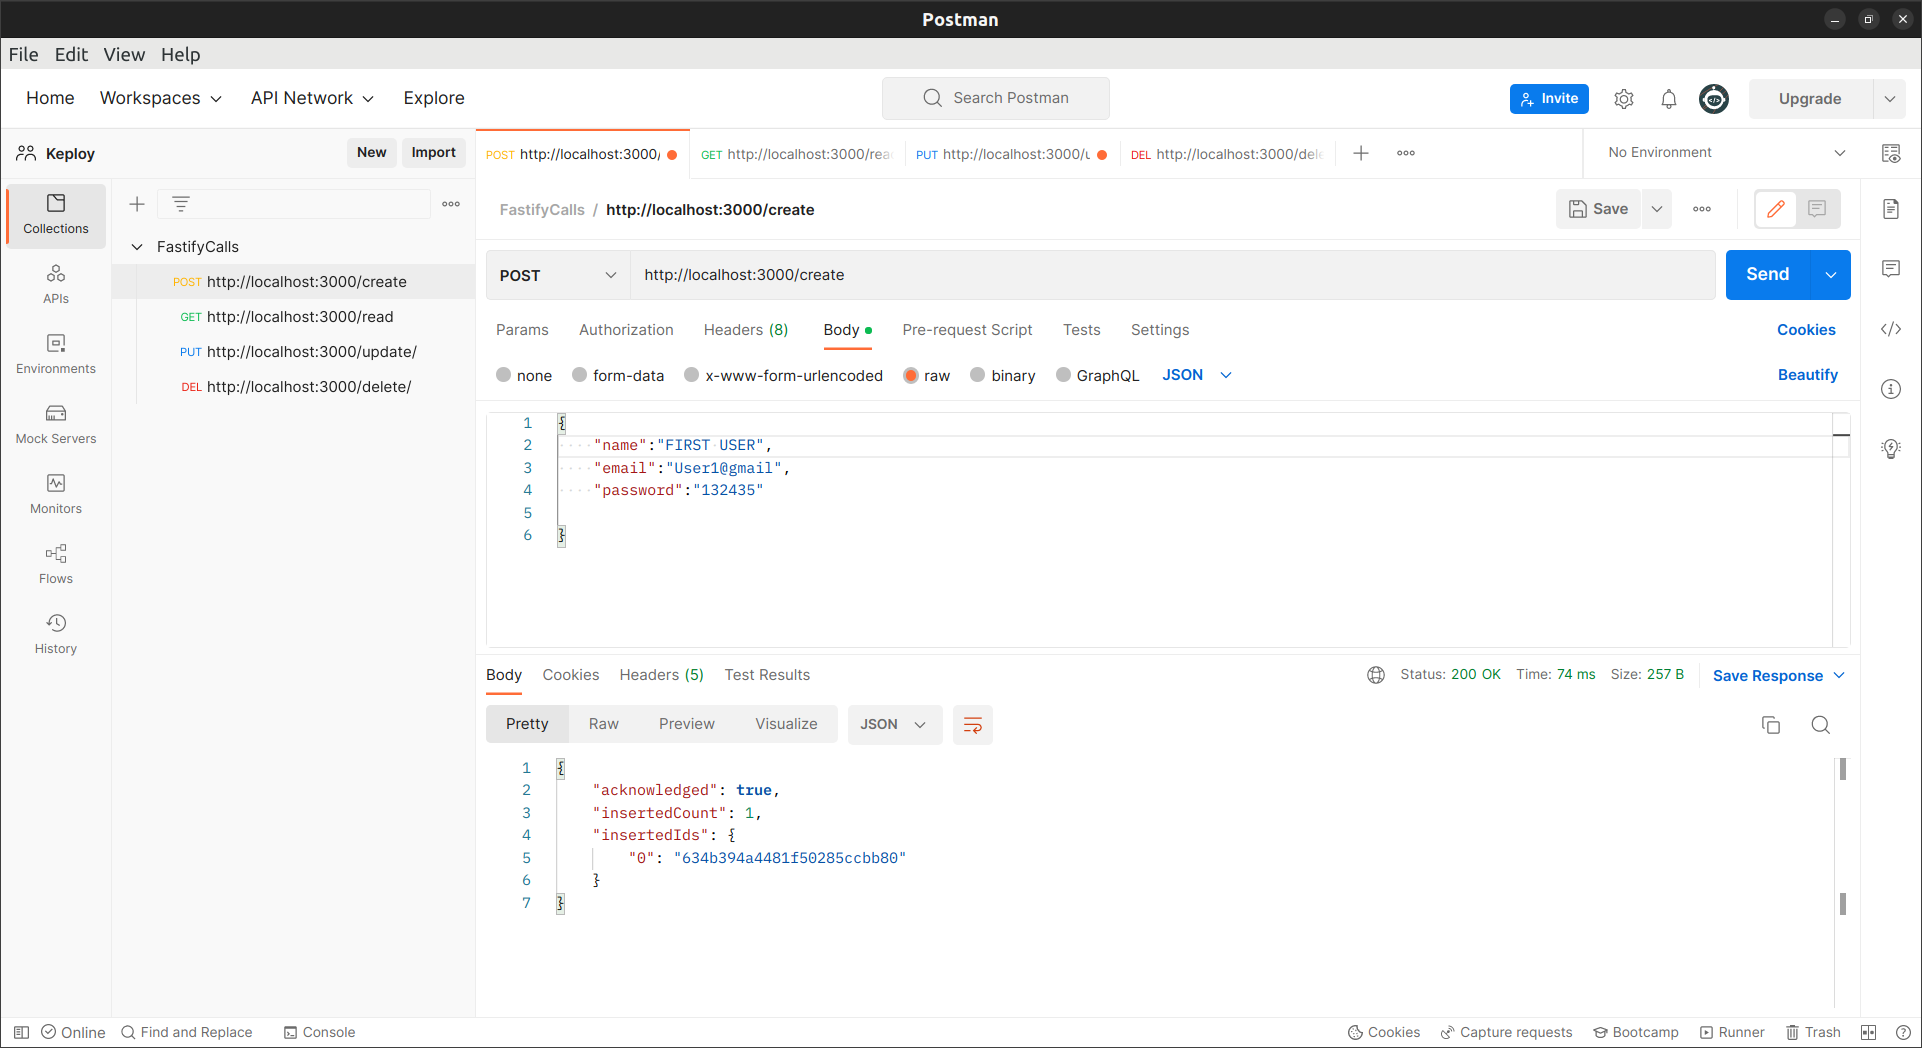 Postman
File Edit View Help
Home Workspaces API Network Explore Search Postman Invite Upgrade
Keploy New Import
POST http://localhost:3000/ GET http://localhost:3000/rea PUT http://localhost:3000/u DEL http://localhost:3000/dele No Environment
FastifyCalls / http://localhost:3000/create Save
Collections
APIs
Environments
Mock Servers
Monitors
Flows
History
FastifyCalls
POST http://localhost:3000/create
GET http://localhost:3000/read
PUT http://localhost:3000/update/
DEL http://localhost:3000/delete/
POST http://localhost:3000/create Send
Params Authorization Headers (8) Body Pre-request Script Tests Settings Cookies
none form-data x-www-form-urlencoded raw binary GraphQL JSON Beautify
1 {
2 "name":"FIRST USER",
3 "email":"User1@gmail",
4 "password":"132435"
5
6 }
Body Cookies Headers (5) Test Results Status: 200 OK Time: 74 ms Size: 257 B Save Response
Pretty Raw Preview Visualize JSON
1 {
2 "acknowledged": true,
3 "insertedCount": 1,
4 "insertedIds": {
5 "0": "634b394a4481f50285ccbb80"
6 }
7 }
Online Find and Replace Console Cookies Capture requests Bootcamp Runner Trash